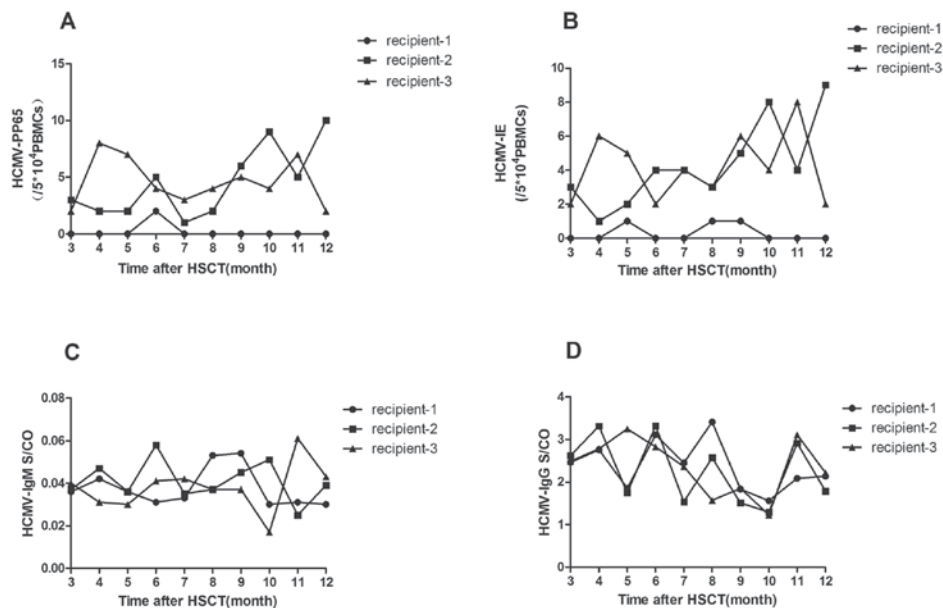 A
recipient-1
recipient-2
recipient-3
15
10
5
0
HCMV-PP65
(/5*10⁴PBMCs)
3 4 5 6 7 8 9 10 11 12
Time after HSCT(month)
B
recipient-1
recipient-2
recipient-3
10
8
6
4
2
0
HCMV-IE
(/5*10⁴PBMCs)
3 4 5 6 7 8 9 10 11 12
Time after HSCT(month)
C
recipient-1
recipient-2
recipient-3
0.08
0.06
0.04
0.02
0.00
HCMV-IgM S/CO
3 4 5 6 7 8 9 10 11 12
Time after HSCT(month)
D
recipient-1
recipient-2
recipient-3
4
3
2
1
0
HCMV-IgG S/CO
3 4 5 6 7 8 9 10 11 12
Time after HSCT(month)